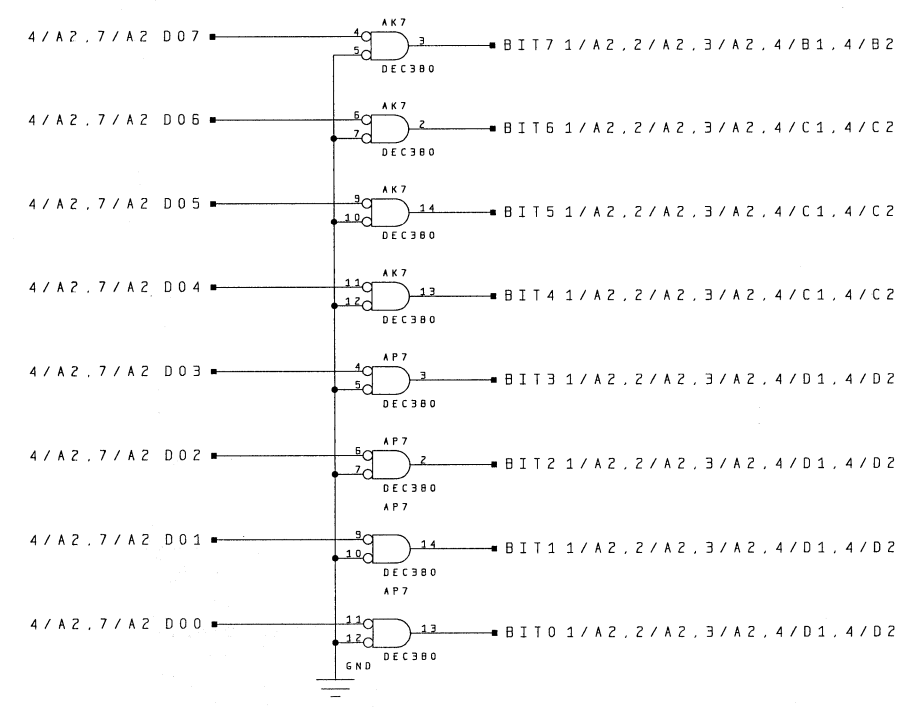 AK7
4/A2,7/A2 D07 4 3 BIT7 1/A2,2/A2,3/A2,4/B1,4/B2
5
DEC380
AK7
4/A2,7/A2 D06 6 2 BIT6 1/A2,2/A2,3/A2,4/C1,4/C2
7
DEC380
AK7
4/A2,7/A2 D05 9 14 BIT5 1/A2,2/A2,3/A2,4/C1,4/C2
10
DEC380
AK7
4/A2,7/A2 D04 11 13 BIT4 1/A2,2/A2,3/A2,4/C1,4/C2
12
DEC380
AP7
4/A2,7/A2 D03 4 3 BIT3 1/A2,2/A2,3/A2,4/D1,4/D2
5
DEC380
AP7
4/A2,7/A2 D02 6 2 BIT2 1/A2,2/A2,3/A2,4/D1,4/D2
7
DEC380
AP7
4/A2,7/A2 D01 9 14 BIT1 1/A2,2/A2,3/A2,4/D1,4/D2
10
DEC380
AP7
4/A2,7/A2 D00 11 13 BIT0 1/A2,2/A2,3/A2,4/D1,4/D2
12
DEC380
GND